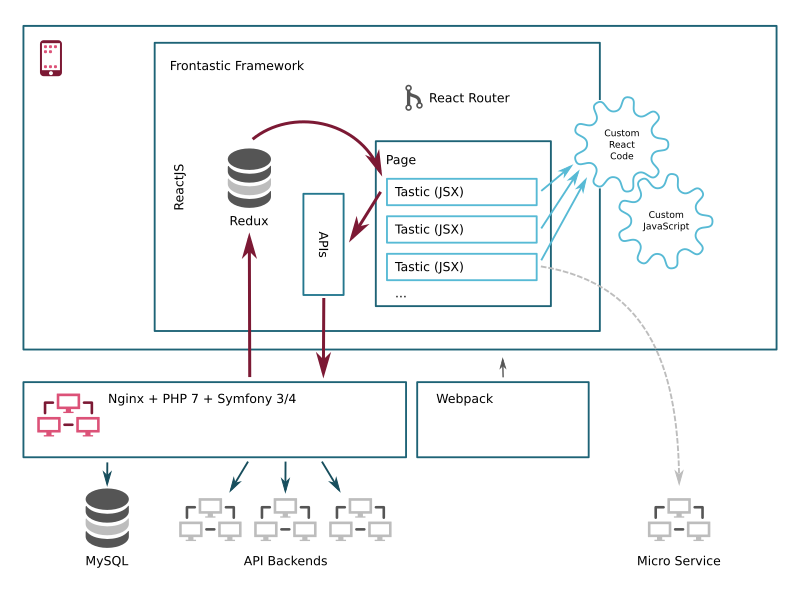 Frontastic Framework
React Router
ReactJS
Redux
APIs
Page
Tastic (JSX)
Tastic (JSX)
Tastic (JSX)
...
Custom
React
Code
Custom
JavaScript
Nginx + PHP 7 + Symfony 3/4
Webpack
MySQL
API Backends
Micro Service